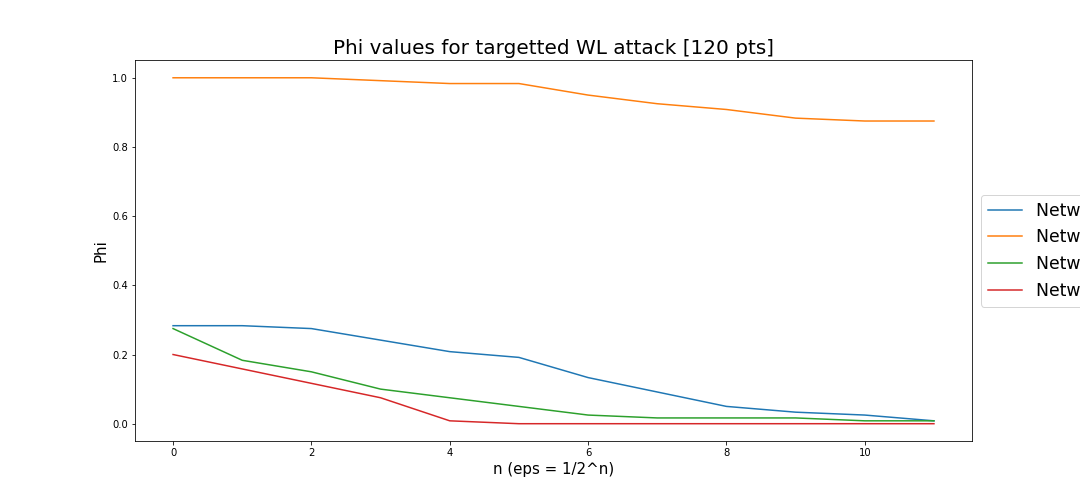 Phi values for targetted WL attack [120 pts]
1.0
0.8
0.6
0.4
0.2
0.0
Phi
0 2 4 6 8 10
n (eps = 1/2^n)
Netw
Netw
Netw
Netw